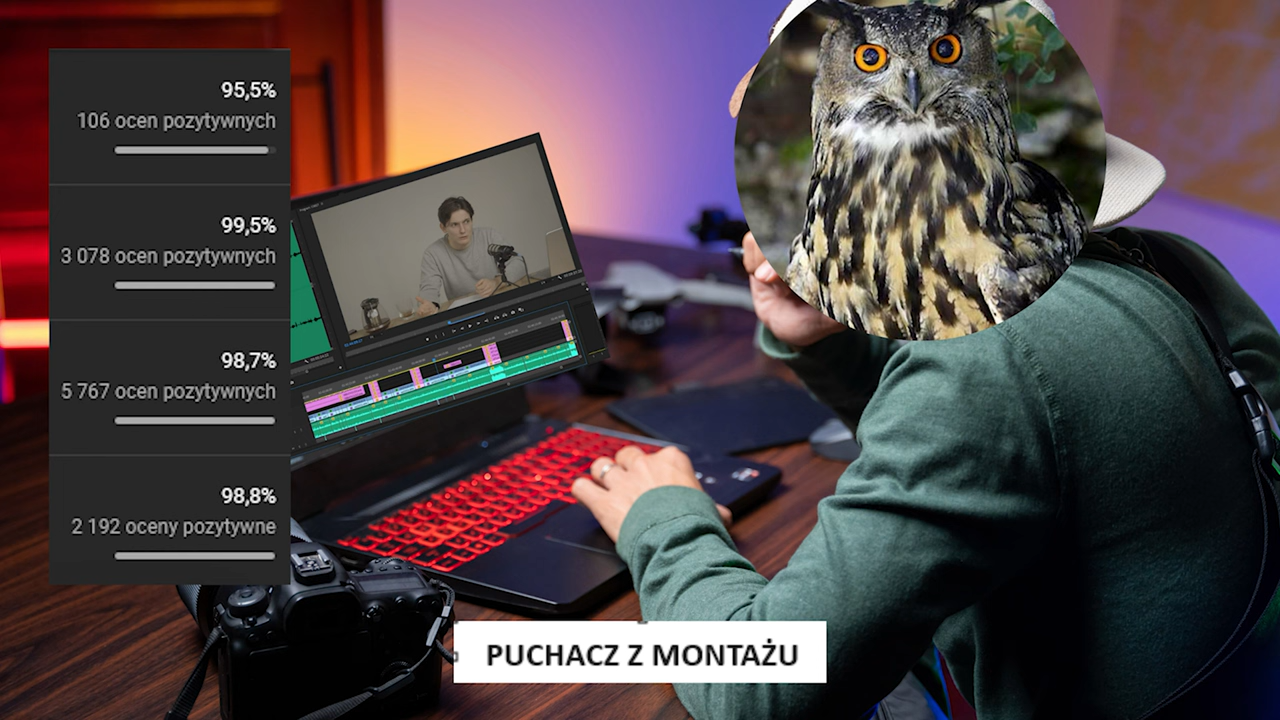 95,5%
106 ocen pozytywnych
99,5%
3 078 ocen pozytywnych
98,7%
5 767 ocen pozytywnych
98,8%
2 192 oceny pozytywne
PUCHACZ Z MONTAŻU